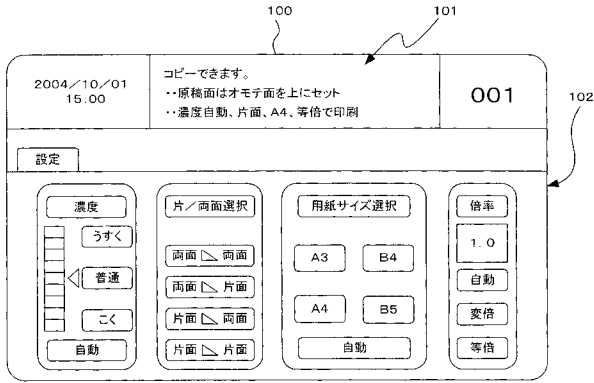 100
101
2004/10/01
15:00
コピーできます。
・・原稿面はオモテ面を上にセット
・・濃度自動、片面、A4、等倍で印刷
001
102
設定
濃度
うすく
普通
こく
自動
片/両面選択
両面 両面
両面 片面
片面 両面
片面 片面
用紙サイズ選択
A3 B4
A4 B5
自動
倍率
1.0
自動
変倍
等倍